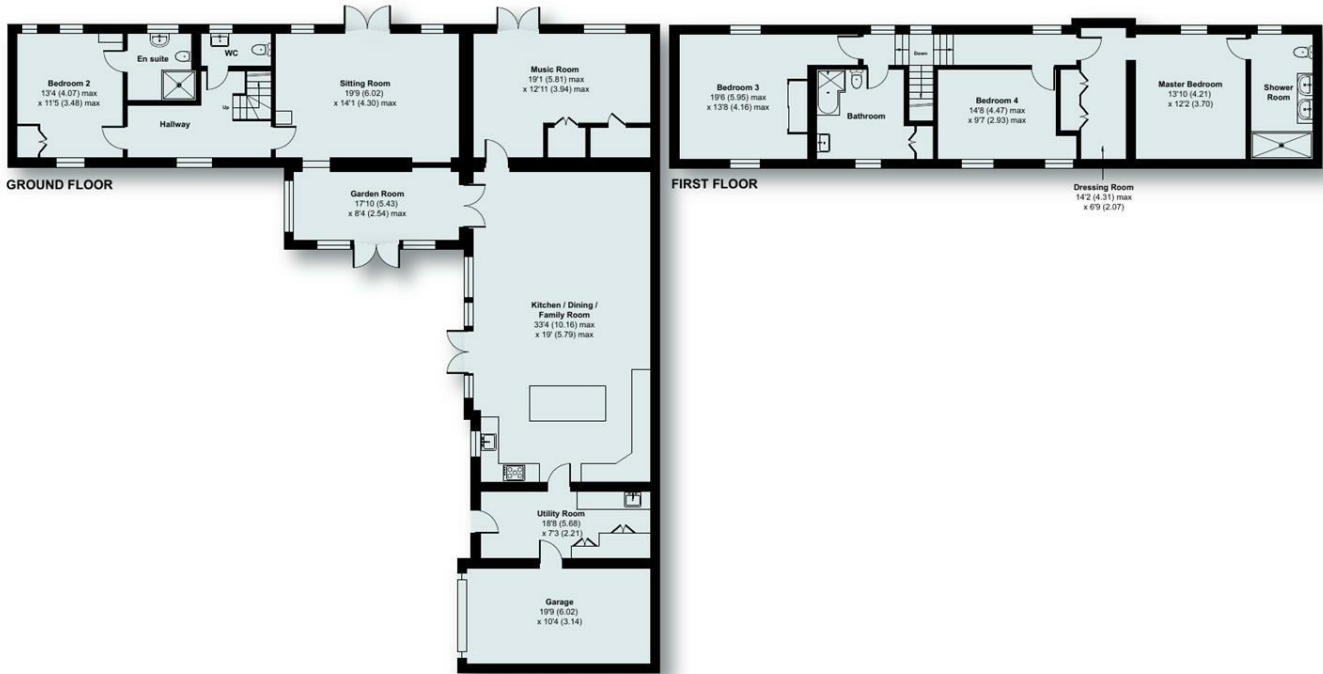 Bedroom 2
13'4 (4.07) max
x 11'5 (3.48) max
En suite
WC
Up
Hallway
Sitting Room
19'9 (6.02)
x 14'1 (4.30) max
Music Room
19'1 (5.81) max
x 12'11 (3.94) max
GROUND FLOOR
Garden Room
17'10 (5.43)
x 8'4 (2.54) max
Kitchen / Dining /
Family Room
33'4 (10.16) max
x 19' (5.79) max
Utility Room
18'8 (5.68)
x 7'3 (2.21)
Garage
19'9 (6.02)
x 10'4 (3.14)
Bedroom 3
19'6 (5.95) max
x 13'8 (4.16) max
Bathroom
Down
Bedroom 4
14'8 (4.47) max
x 9'7 (2.93) max
Master Bedroom
13'10 (4.21)
x 12'2 (3.70)
Shower
Room
FIRST FLOOR
Dressing Room
14'2 (4.31) max
x 6'9 (2.07)